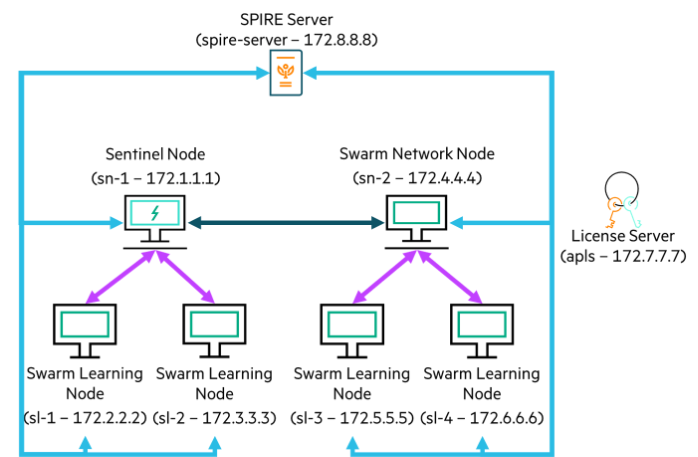 SPIRE Server
(spire-server – 172.8.8.8)
Sentinel Node
(sn-1 – 172.1.1.1)
Swarm Network Node
(sn-2 – 172.4.4.4)
License Server
(apls – 172.7.7.7)
Swarm Learning
Node
(sl-1 – 172.2.2.2)
Swarm Learning
Node
(sl-2 – 172.3.3.3)
Swarm Learning
Node
(sl-3 – 172.5.5.5)
Swarm Learning
Node
(sl-4 – 172.6.6.6)